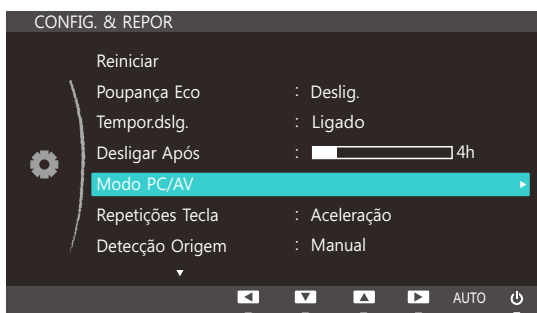 CONFIG. & REPOR
Reiniciar
Poupança Eco : Deslig.
Tempor.dslg. : Ligado
Desligar Após : 4h
Modo PC/AV
Repetições Tecla : Aceleração
Detecção Origem : Manual
AUTO